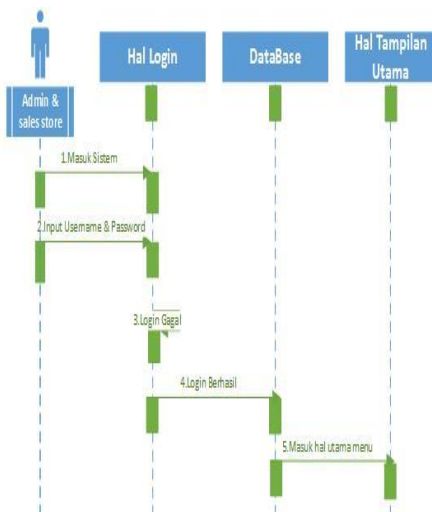 Hal Login
DataBase
Hal Tampilan
Utama
Admin &
sales store
1.Masuk Sistem
2.Input Username & Password
3.Login Gagal
4.Login Berhasil
5.Masuk hal utama menu